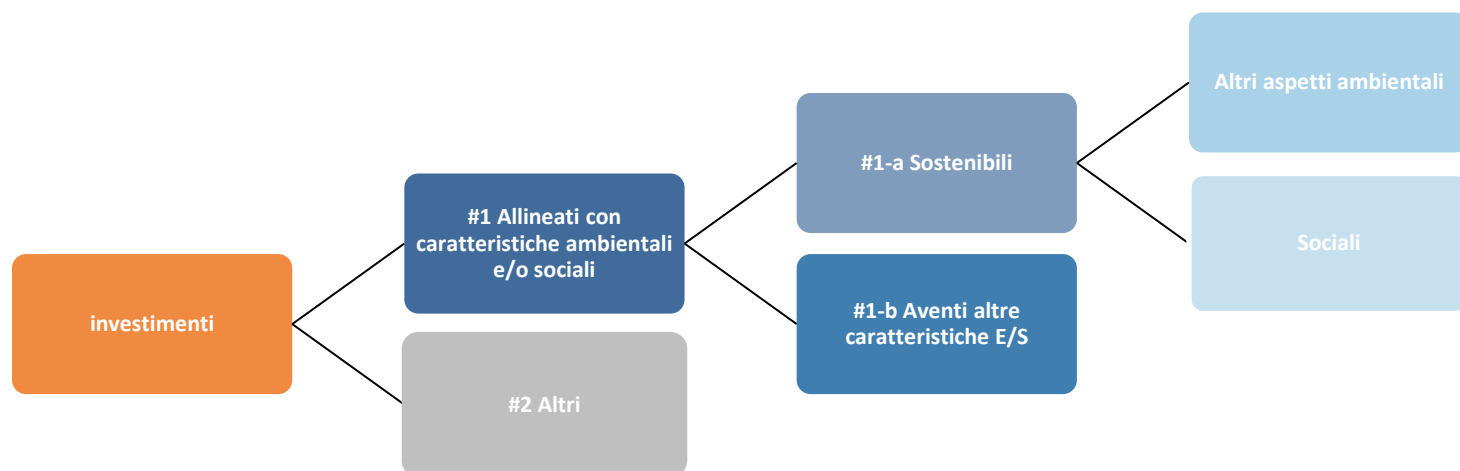 investimenti
#1 Allineati con
caratteristiche ambientali
e/o sociali
#2 Altri
#1-a Sostenibili
#1-b Aventi altre
caratteristiche E/S
Altri aspetti ambientali
Sociali